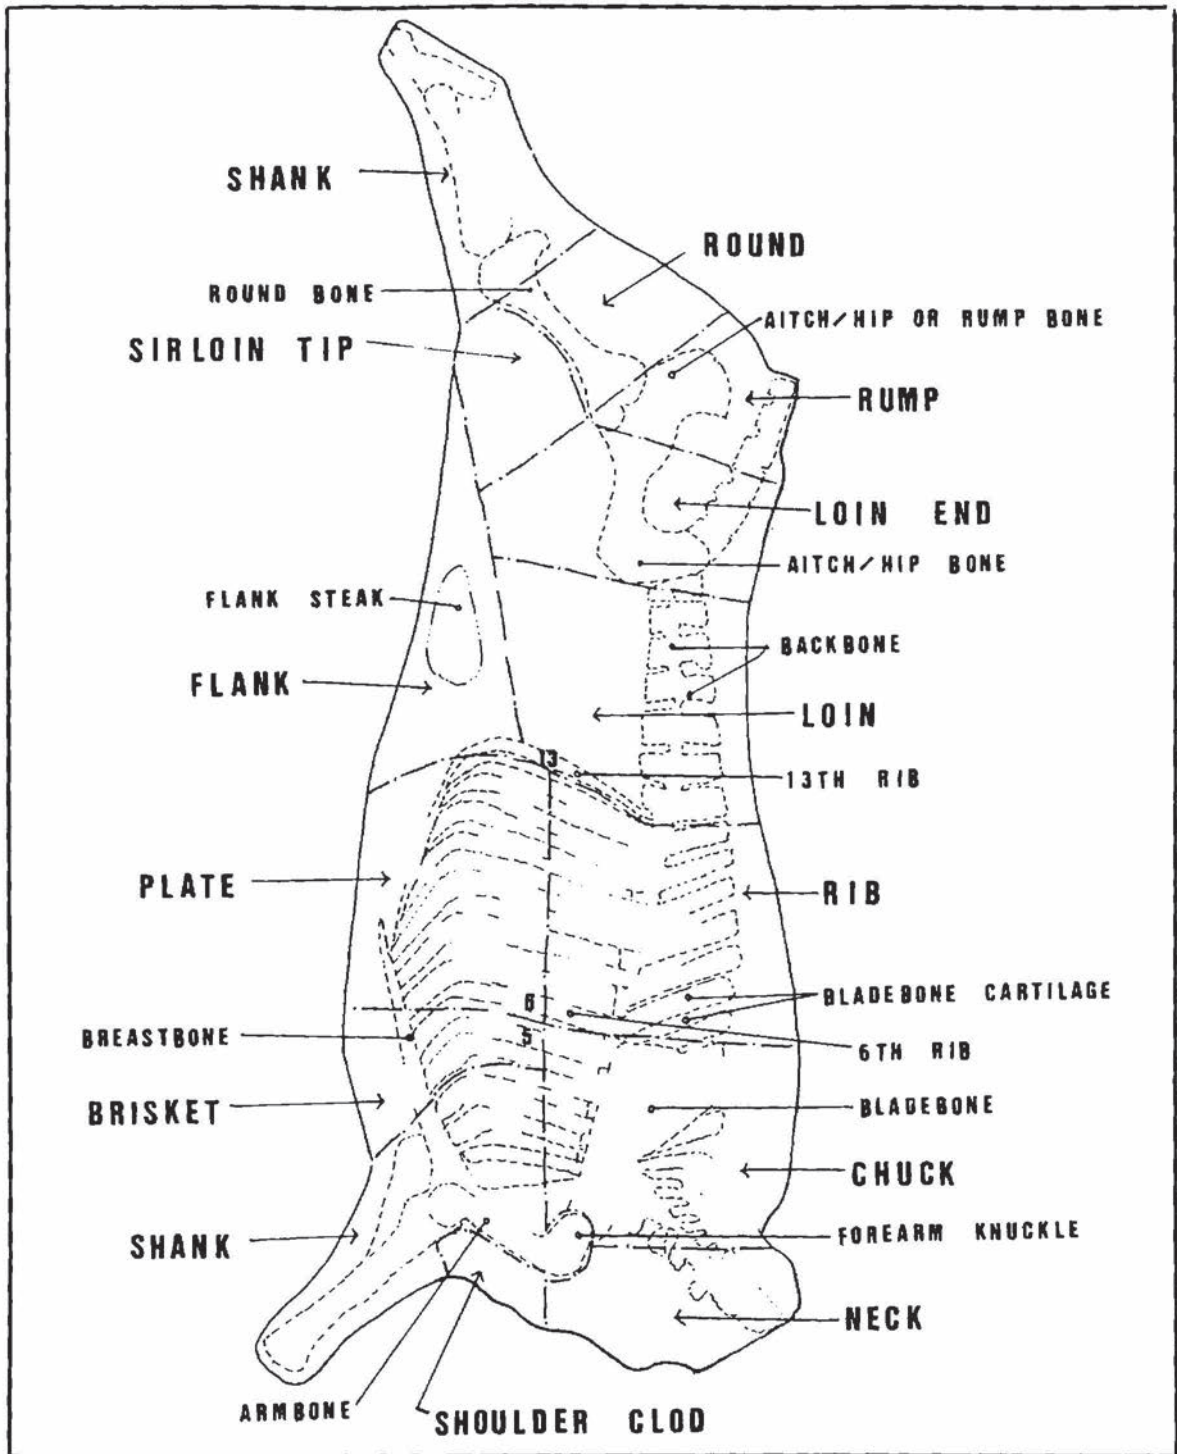 SHANK
ROUND
ROUND BONE
AITCH/HIP OR RUMP BONE
SIRLOIN TIP
RUMP
LOIN END
AITCH/HIP BONE
FLANK STEAK
BACKBONE
FLANK
LOIN
13
13TH RIB
PLATE
RIB
BLADEBONE CARTILAGE
6
5
BREASTBONE
6TH RIB
BRISKET
BLADEBONE
CHUCK
SHANK
FOREARM KNUCKLE
NECK
ARMBONE
SHOULDER CLOD